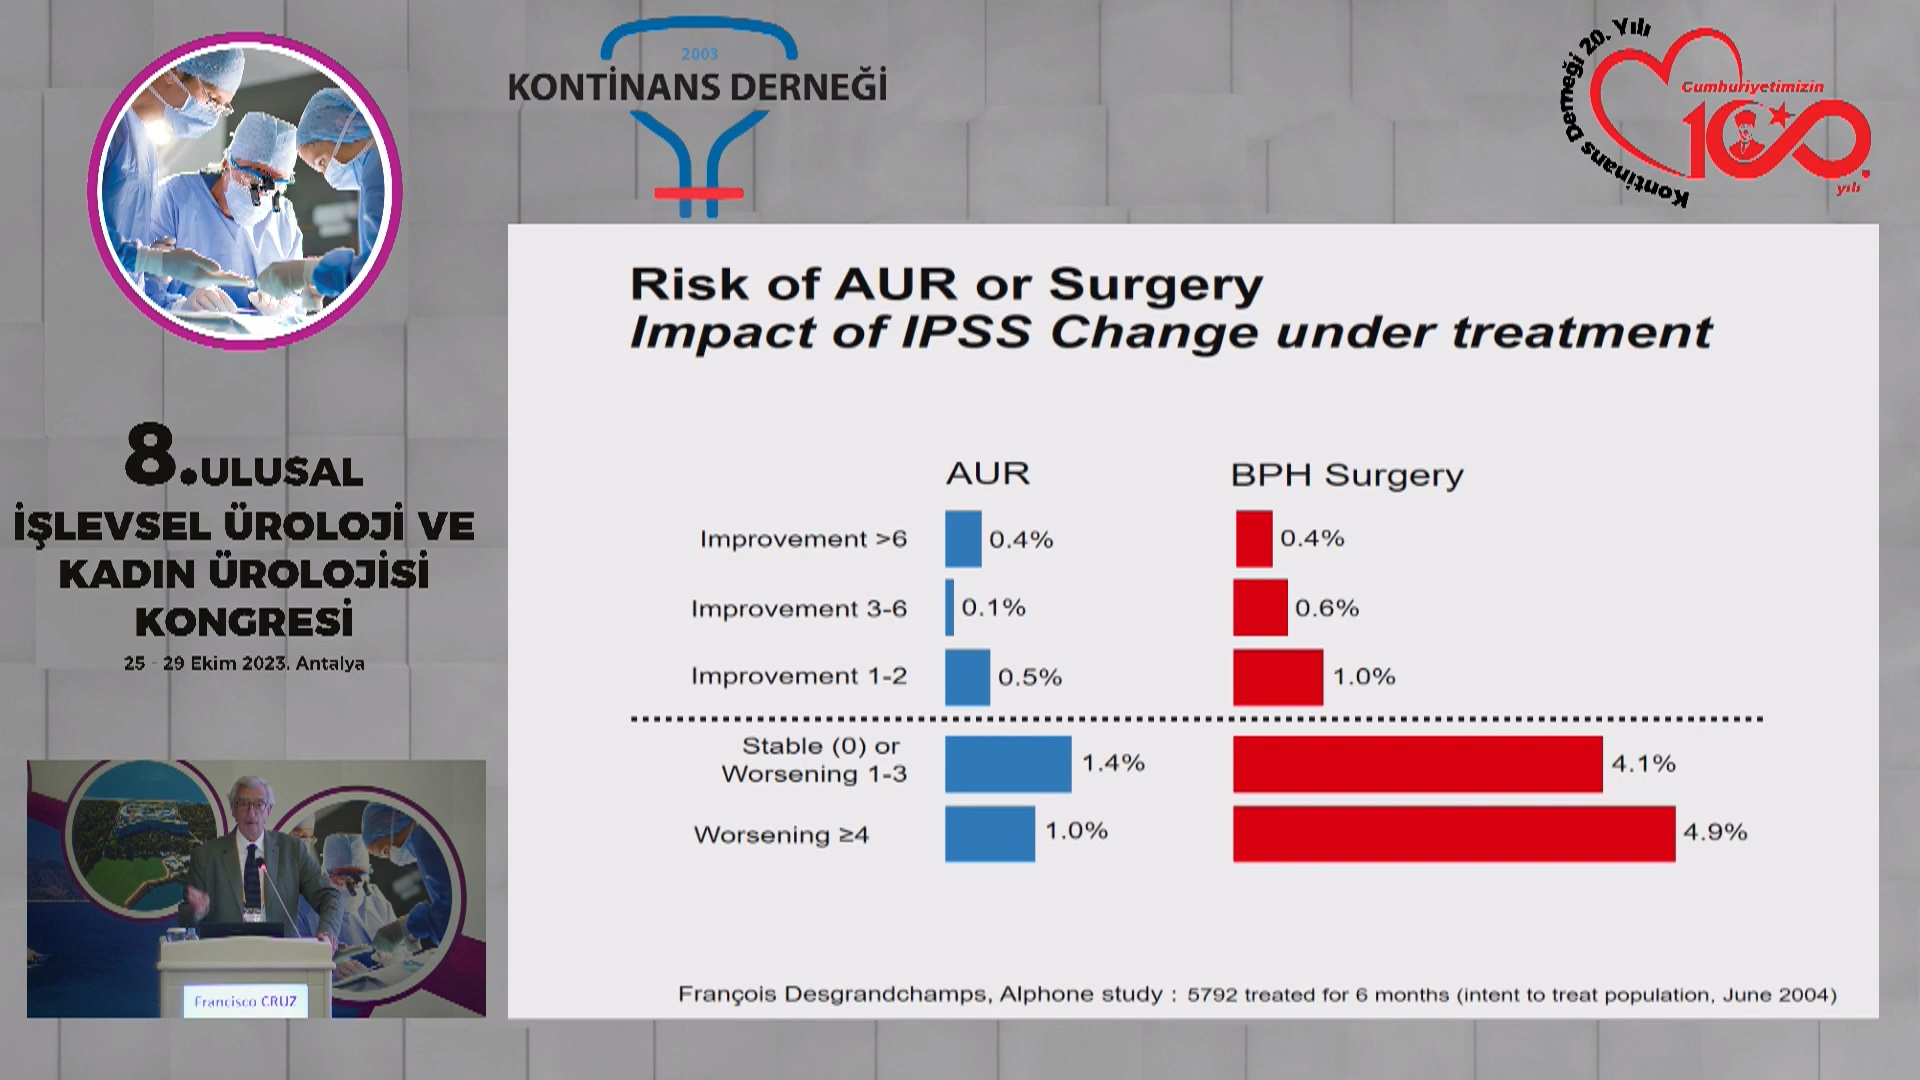 2003
KONTİNANS DERNEĞİ
Kontinans Derneği 20. Yılı
Cumhuriyetimizin
100.
yılı
8.ULUSAL
İŞLEVSEL ÜROLOJİ VE
KADIN ÜROLOJİSİ
KONGRESİ
25 - 29 Ekim 2023. Antalya
Francisco CRUZ
Risk of AUR or Surgery
Impact of IPSS Change under treatment
AUR BPH Surgery
Improvement >6 0.4% 0.4%
Improvement 3-6 0.1% 0.6%
Improvement 1-2 0.5% 1.0%
Stable (0) or
Worsening 1-3 1.4% 4.1%
Worsening ≥4 1.0% 4.9%
François Desgrandchamps, Alphone study : 5792 treated for 6 months (intent to treat population, June 2004)